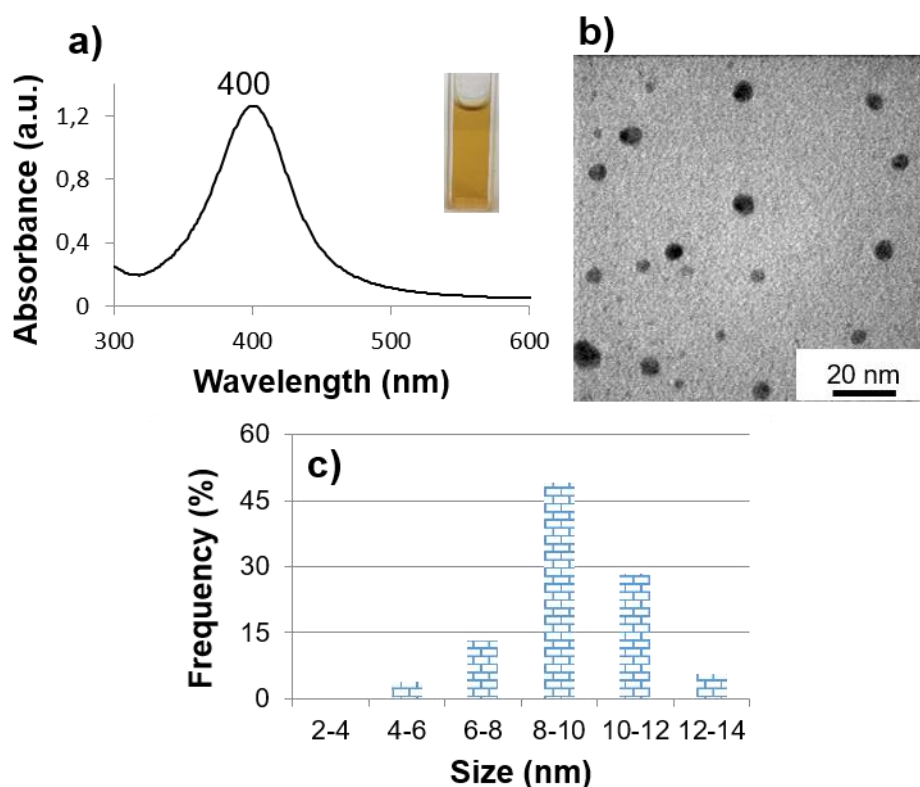 a)
400
Absorbance (a.u.)
1,2
0,8
0,4
0
300 400 500 600
Wavelength (nm)
b)
20 nm
c)
Frequency (%)
60
45
30
15
0
2-4 4-6 6-8 8-10 10-12 12-14
Size (nm)